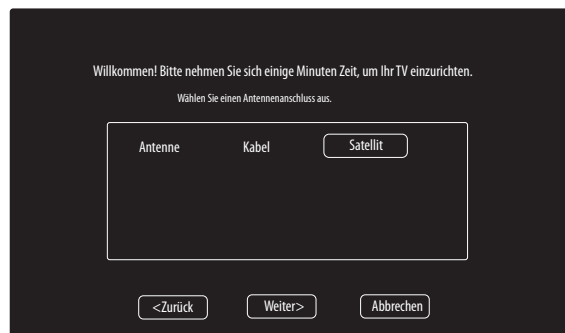 Willkommen! Bitte nehmen Sie sich einige Minuten Zeit, um Ihr TV einzurichten.
Wählen Sie einen Antennenanschluss aus.
Antenne Kabel Satellit
<Zurück Weiter> Abbrechen